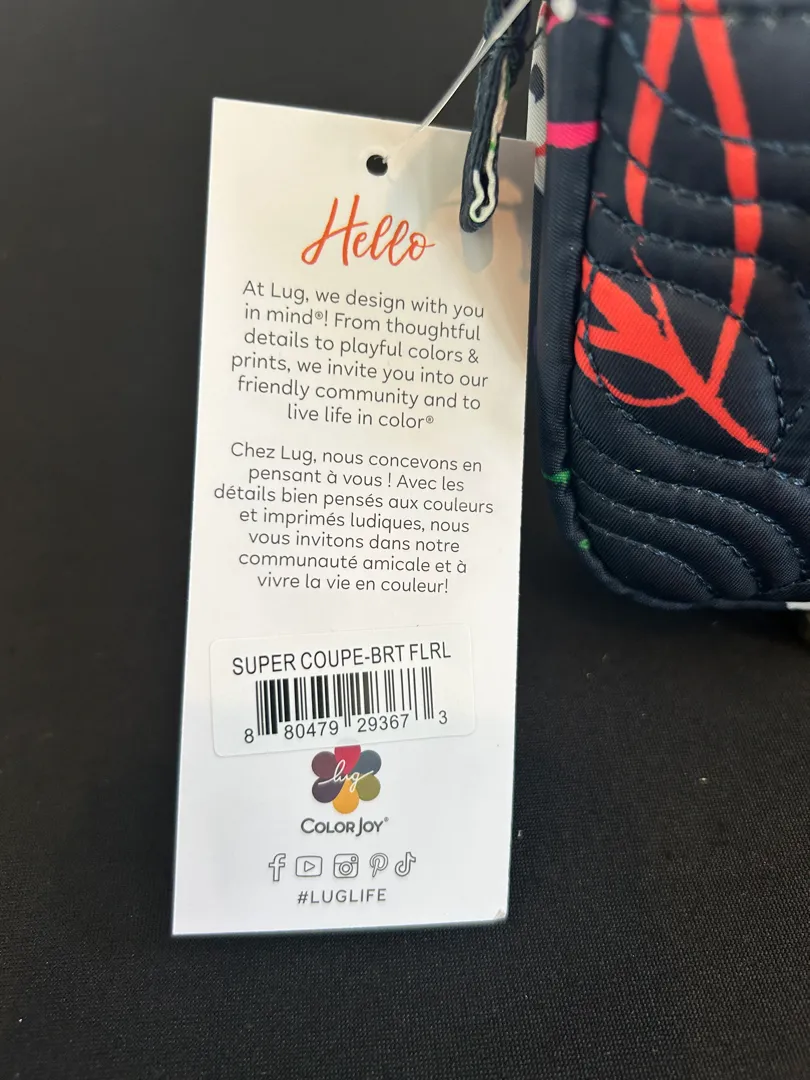 Hello
At Lug, we design with you
in mind®! From thoughtful
details to playful colors &
prints, we invite you into our
friendly community and to
live life in color®
Chez Lug, nous concevons en
pensant à vous ! Avec les
détails bien pensés aux couleurs
et imprimés ludiques, nous
vous invitons dans notre
communauté amicale et à
vivre la vie en couleur!
SUPER COUPE-BRT FLRL
8 80479 29367 3
lug
COLORJOY®
#LUGLIFE